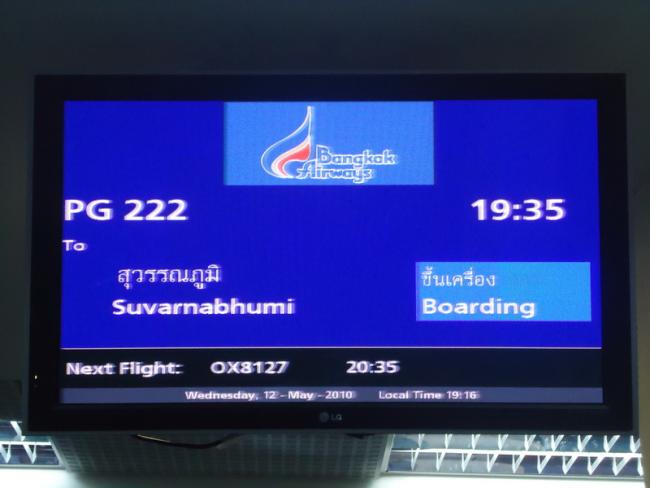 Bangkok
Airways
PG 222 19:35
To
สุวรรณภูมิ ขึ้นเครื่อง
Suvarnabhumi Boarding
Next Flight: OX8127 20:35
Wednesday, 12 - May - 2010 Local Time 19:16
LG